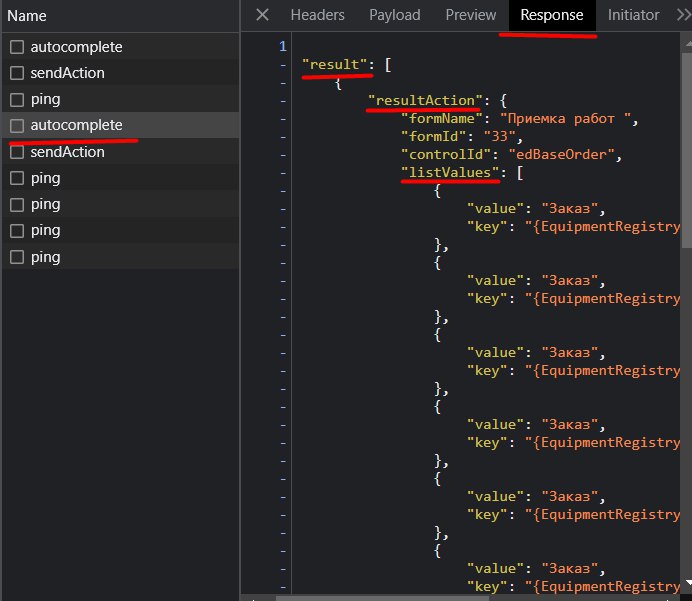 Name
autocomplete
sendAction
ping
autocomplete
sendAction
ping
ping
ping
ping
Headers Payload Preview Response Initiator
1
"result": [
{
"resultAction": {
"formName": "Приемка работ ",
"formId": "33",
"controlId": "edBaseOrder",
"listValues": [
{
"value": "Заказ",
"key": "{EquipmentRegistry
},
{
"value": "Заказ",
"key": "{EquipmentRegistry
},
{
"value": "Заказ",
"key": "{EquipmentRegistry
},
{
"value": "Заказ",
"key": "{EquipmentRegistry
},
{
"value": "Заказ",
"key": "{EquipmentRegistry
},
{
"value": "Заказ",
"key": "{EquipmentRegistry